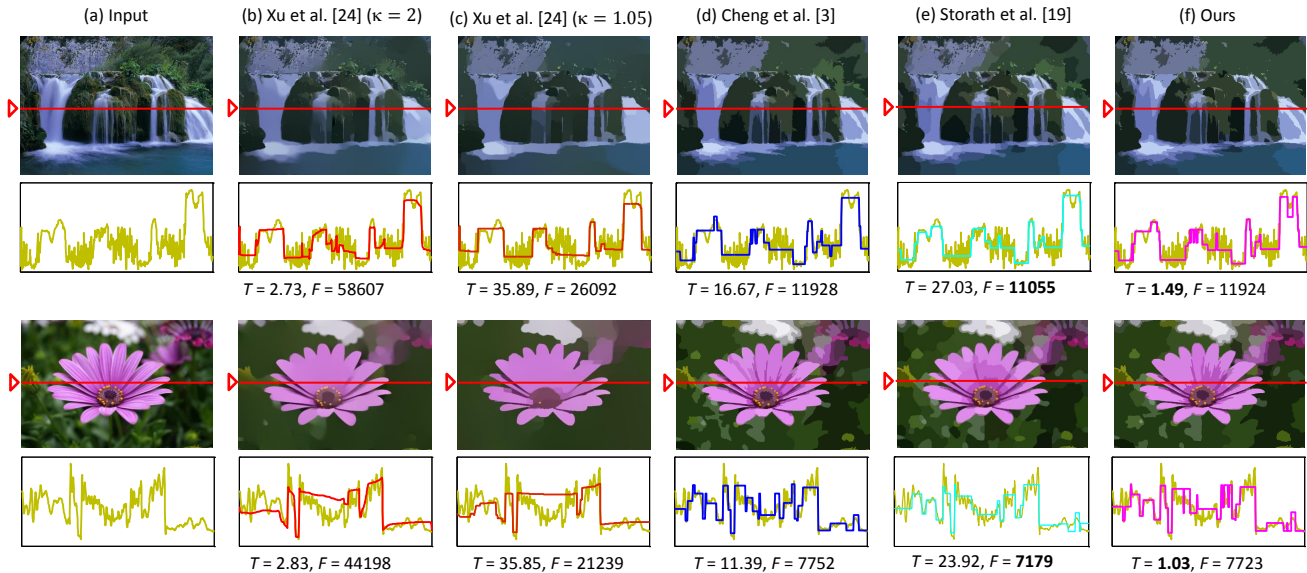 (a) Input
(b) Xu et al. [24] (κ = 2)
(c) Xu et al. [24] (κ = 1.05)
(d) Cheng et al. [3]
(e) Storath et al. [19]
(f) Ours
T = 2.73, F = 58607
T = 35.89, F = 26092
T = 16.67, F = 11928
T = 27.03, F = 11055
T = 1.49, F = 11924
T = 2.83, F = 44198
T = 35.85, F = 21239
T = 11.39, F = 7752
T = 23.92, F = 7179
T = 1.03, F = 7723